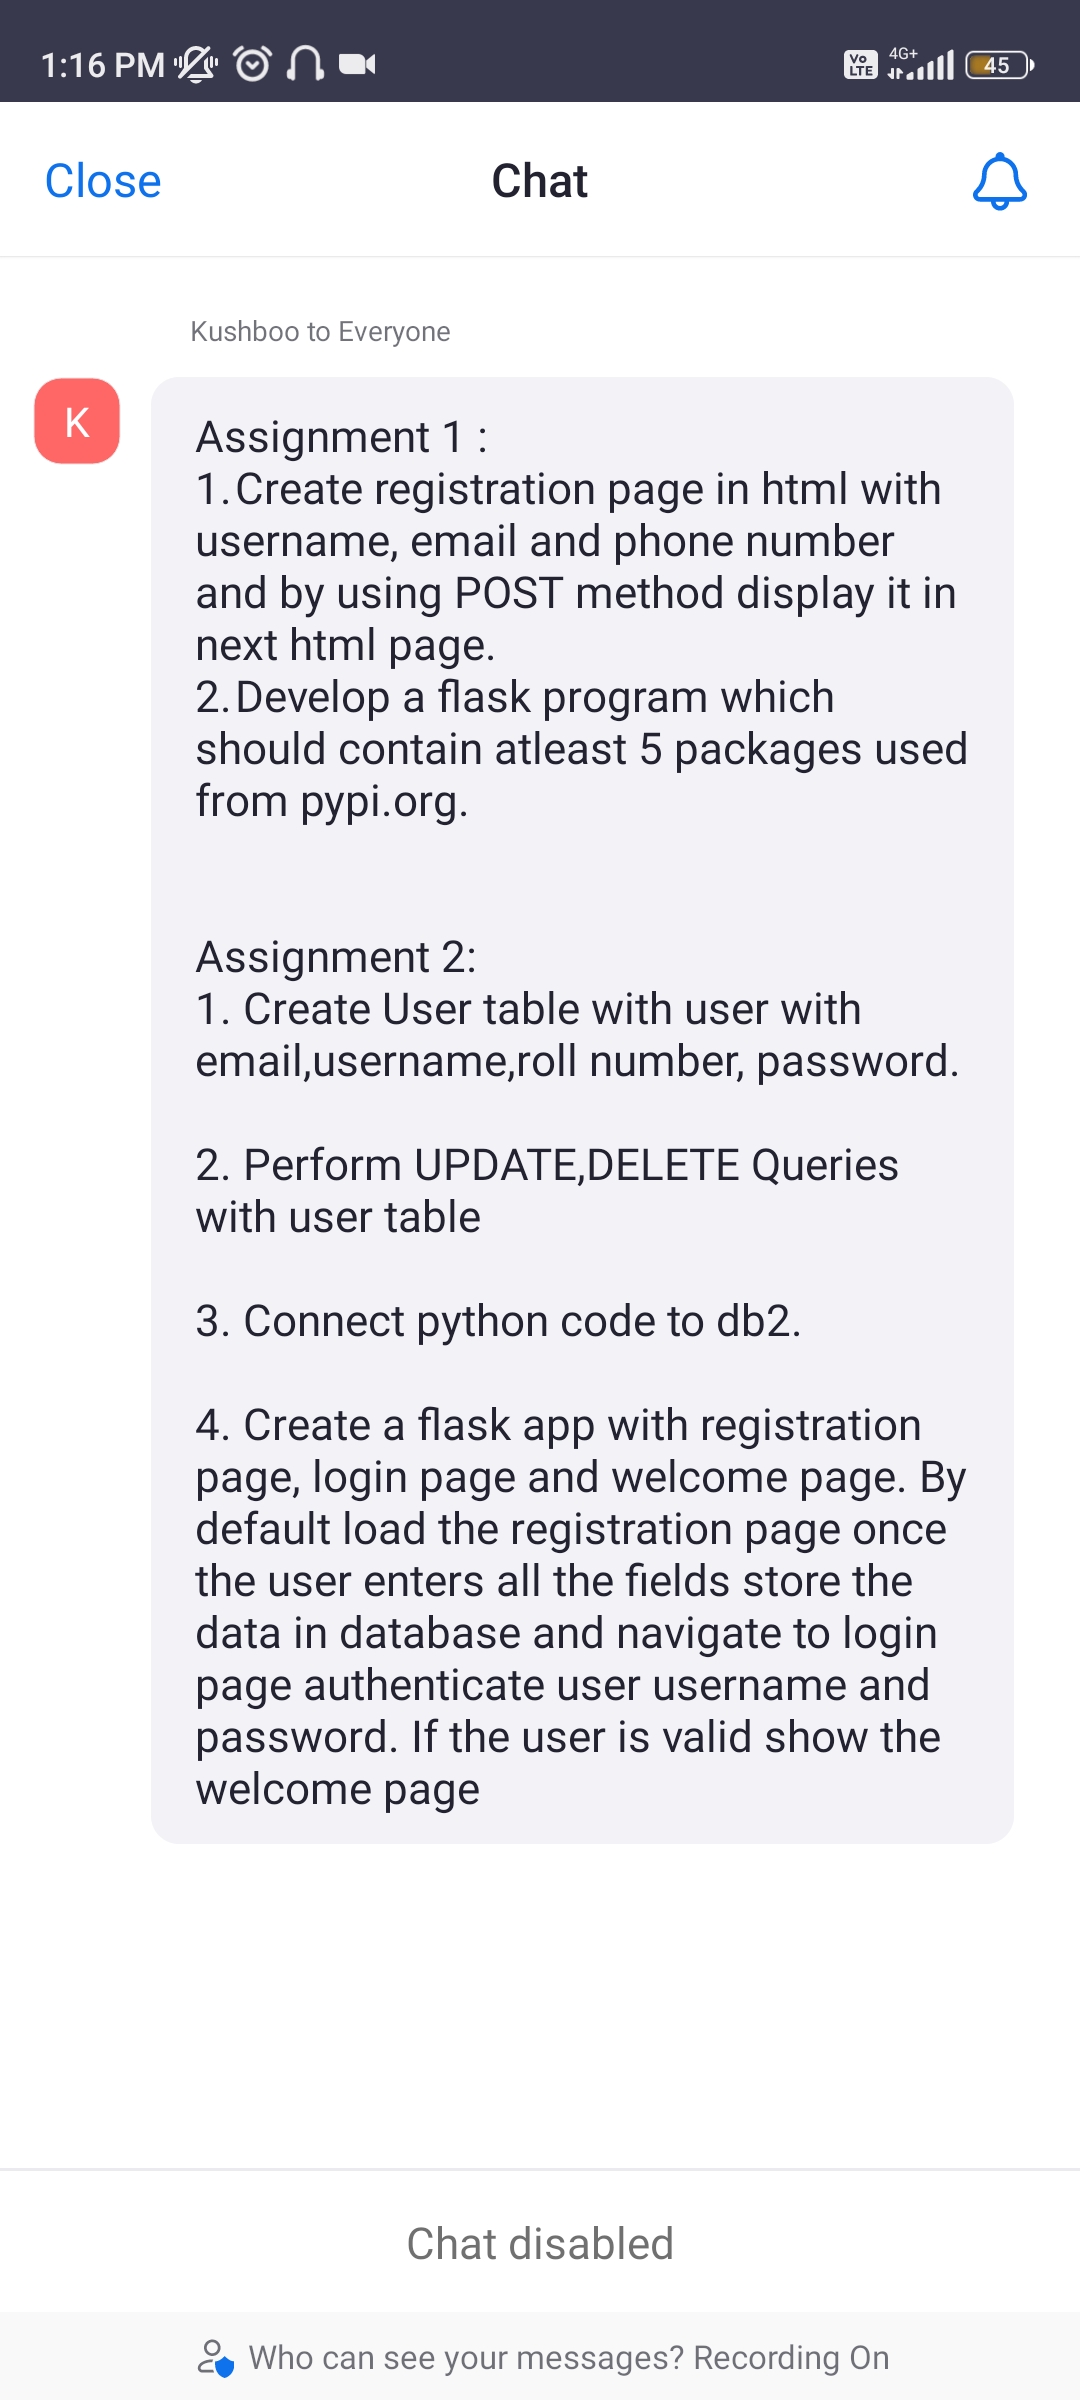 1:16 PM
Vo LTE
4G+
45
Close
Chat
Kushboo to Everyone
K
Assignment 1 :
1.Create registration page in html with
username, email and phone number
and by using POST method display it in
next html page.
2.Develop a flask program which
should contain atleast 5 packages used
from pypi.org.
Assignment 2:
1. Create User table with user with
email,username,roll number, password.
2. Perform UPDATE,DELETE Queries
with user table
3. Connect python code to db2.
4. Create a flask app with registration
page, login page and welcome page. By
default load the registration page once
the user enters all the fields store the
data in database and navigate to login
page authenticate user username and
password. If the user is valid show the
welcome page
Chat disabled
Who can see your messages? Recording On